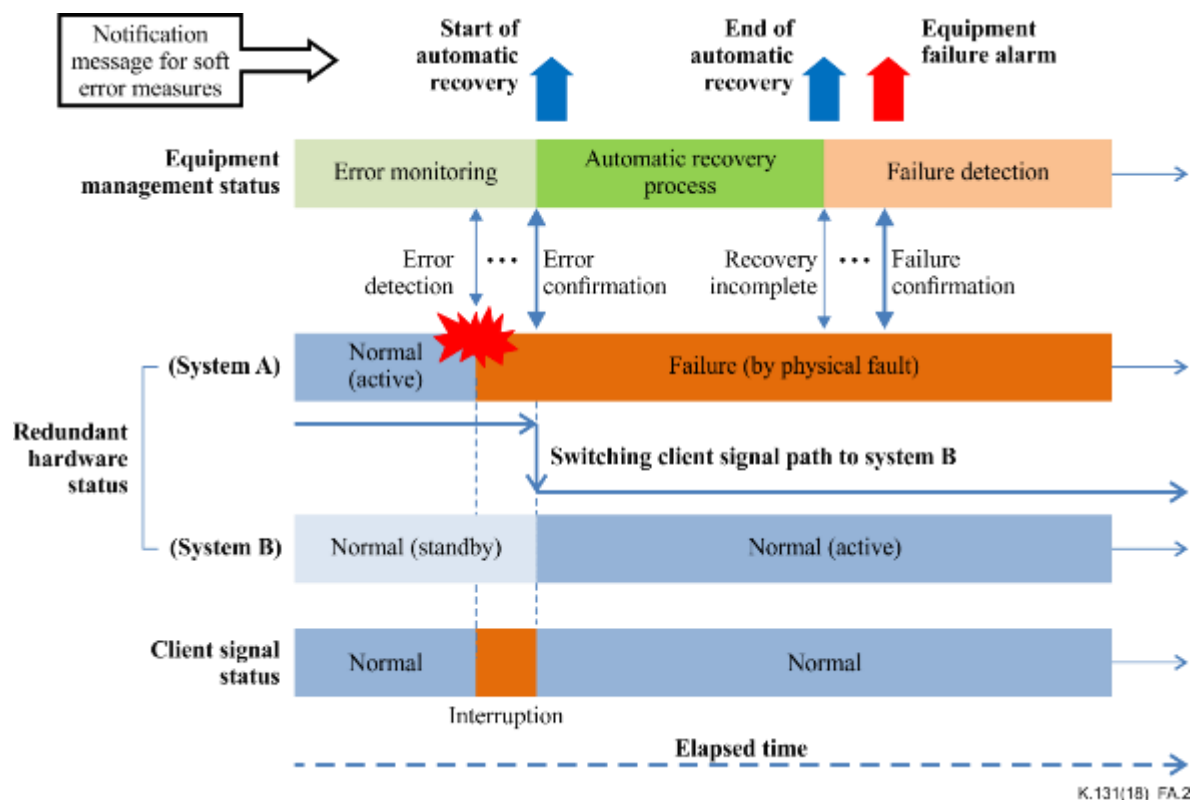 Notification
message for soft
error measures
Start of
automatic
recovery
End of
automatic
recovery
Equipment
failure alarm
Equipment
management status
Error monitoring
Automatic recovery
process
Failure detection
Error
detection
...
Error
confirmation
Recovery
incomplete
...
Failure
confirmation
Redundant
hardware
status
(System A)
Normal
(active)
Failure (by physical fault)
Switching client signal path to system B
(System B)
Normal (standby)
Normal (active)
Client signal
status
Normal
Normal
Interruption
Elapsed time
K.131(18)_FA.2